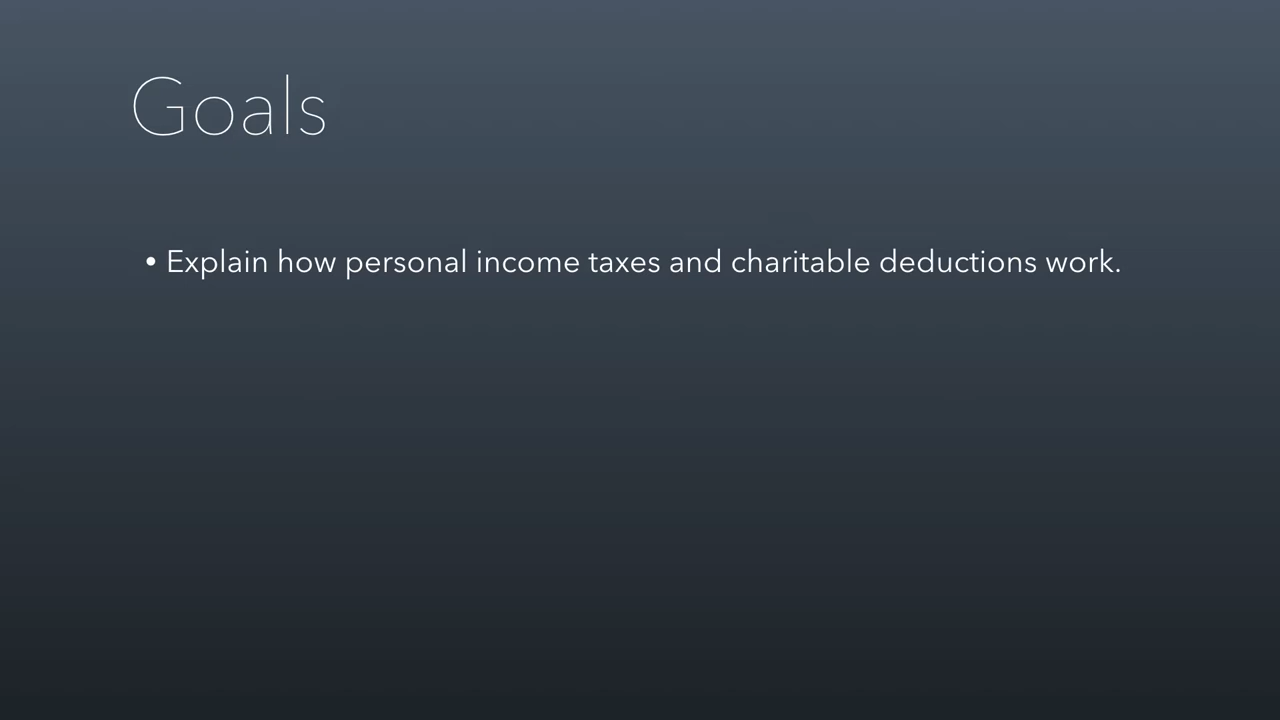 Goals
• Explain how personal income taxes and charitable deductions work.